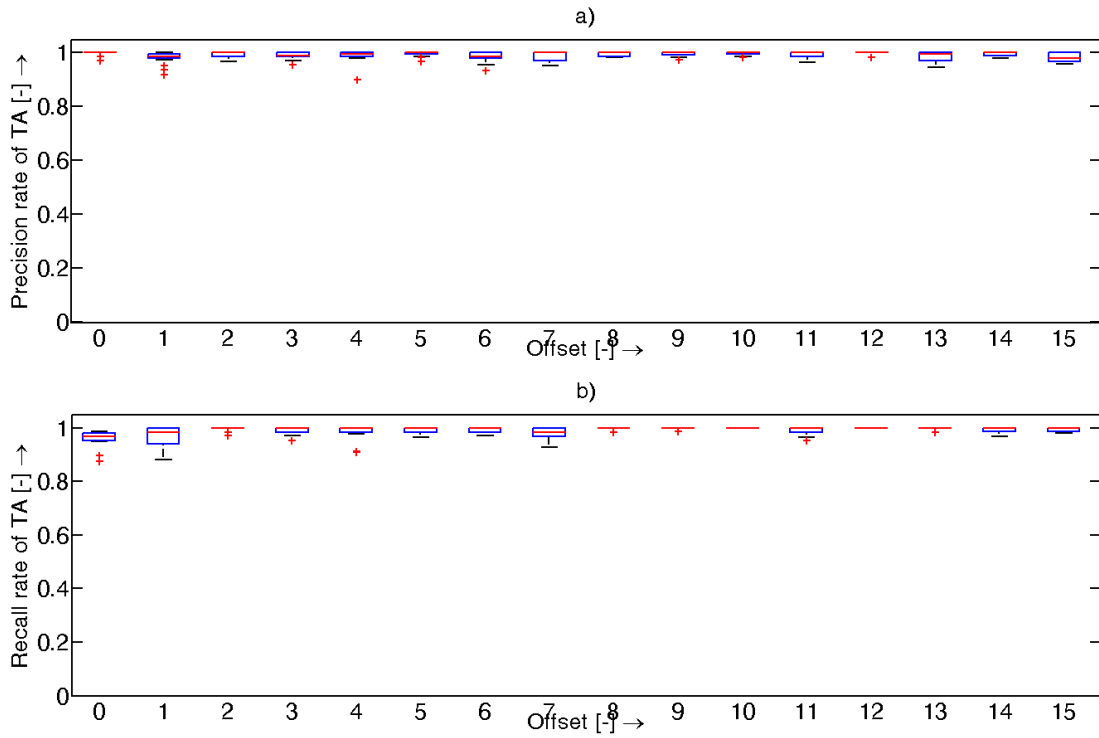 a)
Precision rate of TA [-] →
1
0.8
0.6
0.4
0.2
0
0 1 2 3 4 5 6 7 8 9 10 11 12 13 14 15
Offset [-] →
b)
Recall rate of TA [-] →
1
0.8
0.6
0.4
0.2
0
0 1 2 3 4 5 6 7 8 9 10 11 12 13 14 15
Offset [-] →